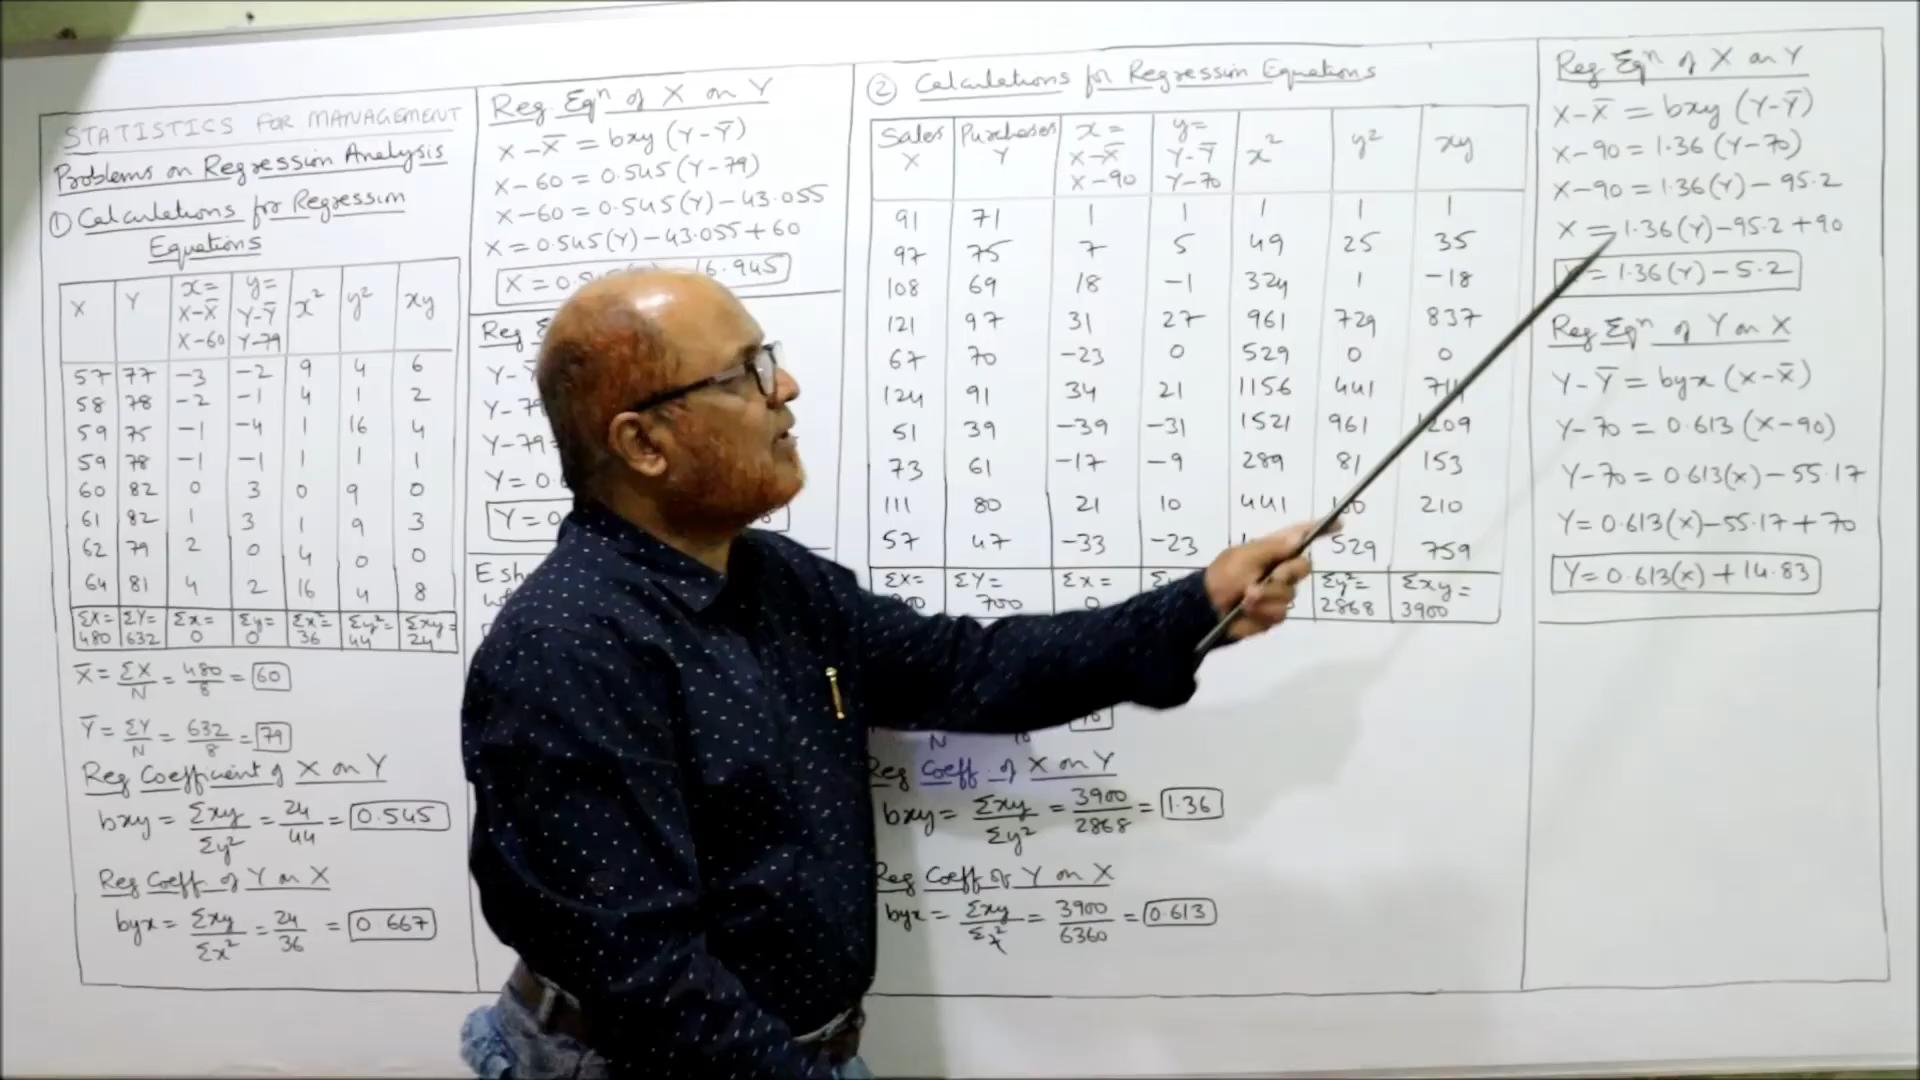 STATISTICS FOR MANAGEMENT
Problems on Regression Analysis
① Calculations for Regression
Equations
X Y x= X-X̄ X-60 y= Y-Ȳ Y-79 x² y² xy
57 77 -3 -2 9 4 6
58 78 -2 -1 4 1 2
59 75 -1 -4 1 16 4
59 78 -1 -1 1 1 1
60 82 0 3 0 9 0
61 82 1 3 1 9 3
62 79 2 0 4 0 0
64 81 4 2 16 4 8
ΣX= 480 ΣY= 632 Σx= 0 Σy= 0 Σx²= 36 Σy²= 44 Σxy= 24
X̄ = ΣX/N = 480/8 = 60
Ȳ = ΣY/N = 632/8 = 79
Reg Coefficient of X on Y
bxy = Σxy/Σy² = 24/44 = 0.545
Reg Coeff. of Y on X
byx = Σxy/Σx² = 24/36 = 0.667
Reg Eqⁿ of X on Y
X-X̄ = bxy (Y-Ȳ)
X-60 = 0.545 (Y-79)
X-60 = 0.545(Y)-43.055
X = 0.545(Y)-43.055+60
X = 0.5 16.945
Reg
Y-
Y-79
Y-79=
Y=0.
Y=0
② Calculations for Regression Equations
Sales X Purchases Y x= X-X̄ X-90 y= Y-Ȳ Y-70 x² y² xy
91 71 1 1 1 1 1
97 75 7 5 49 25 35
108 69 18 -1 324 1 -18
121 97 31 27 961 729 837
67 70 -23 0 529 0 0
124 91 34 21 1156 441
51 39 -39 -31 1521 961 1209
73 61 -17 -9 289 81 153
111 80 21 10 441 210
57 47 -33 -23 529 759
ΣX= ΣY= 700 Σx= 0 Σy²= 2868 Σxy= 3900
N
Reg Coeff. of X on Y
bxy = Σxy/Σy² = 3900/2868 = 1.36
Reg Coeff of Y on X
byx = Σxy/Σx² = 3900/6360 = 0.613
Reg Eqⁿ of X on Y
X-X̄ = bxy (Y-Ȳ)
X-90 = 1.36 (Y-70)
X-90 = 1.36(Y) - 95.2
X = 1.36(Y)-95.2+90
= 1.36(Y) - 5.2
Reg Eqⁿ of Y on X
Y-Ȳ = byx (X-X̄)
Y-70 = 0.613 (X-90)
Y-70 = 0.613(X)-55.17
Y = 0.613(X)-55.17+70
Y = 0.613(X) + 14.83